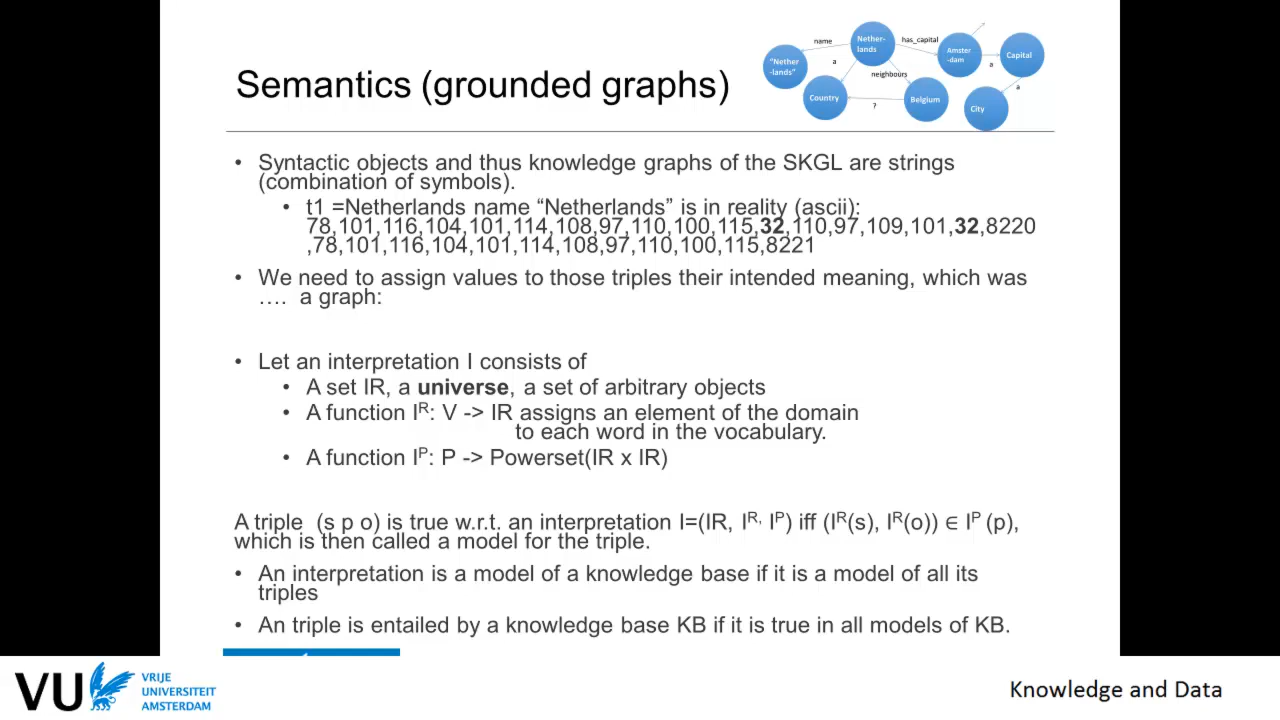 Semantics (grounded graphs)
name
Nether-
lands
has_capital
Amster
-dam
Capital
"Nether
-lands"
a
a
neighbours
a
Country
Belgium
City
?
• Syntactic objects and thus knowledge graphs of the SKGL are strings
(combination of symbols).
• t1 =Netherlands name “Netherlands” is in reality (ascii):
78,101,116,104,101,114,108,97,110,100,115,32,110,97,109,101,32,8220
,78,101,116,104,101,114,108,97,110,100,115,8221
• We need to assign values to those triples their intended meaning, which was
…. a graph:
• Let an interpretation I consists of
• A set IR, a universe, a set of arbitrary objects
• A function Iᴿ: V -> IR assigns an element of the domain
to each word in the vocabulary.
• A function Iᴾ: P -> Powerset(IR x IR)
A triple (s p o) is true w.r.t. an interpretation I=(IR, Iᴿ, Iᴾ) iff (Iᴿ(s), Iᴿ(o)) ∈ Iᴾ (p),
which is then called a model for the triple.
• An interpretation is a model of a knowledge base if it is a model of all its
triples
• An triple is entailed by a knowledge base KB if it is true in all models of KB.
VU
VRIJE
UNIVERSITEIT
AMSTERDAM
Knowledge and Data